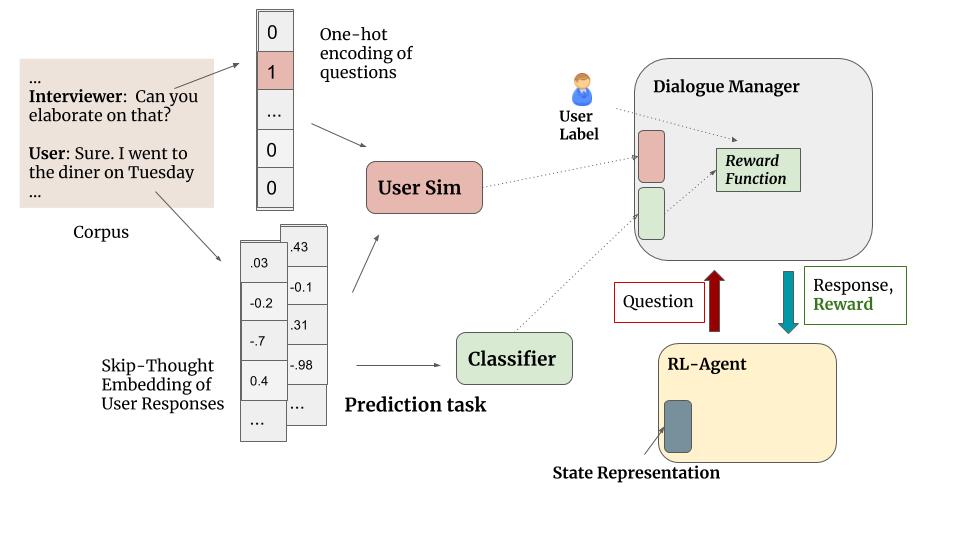 ...
Interviewer: Can you
elaborate on that?
User: Sure. I went to
the diner on Tuesday
...
Corpus
0
1
...
0
0
One-hot
encoding of
questions
User Sim
.03
-0.2
-.7
0.4
...
.43
-0.1
.31
-.98
...
Skip-Thought
Embedding of
User Responses
Classifier
Prediction task
User
Label
Dialogue Manager
Reward
Function
Question
Response,
Reward
RL-Agent
State Representation